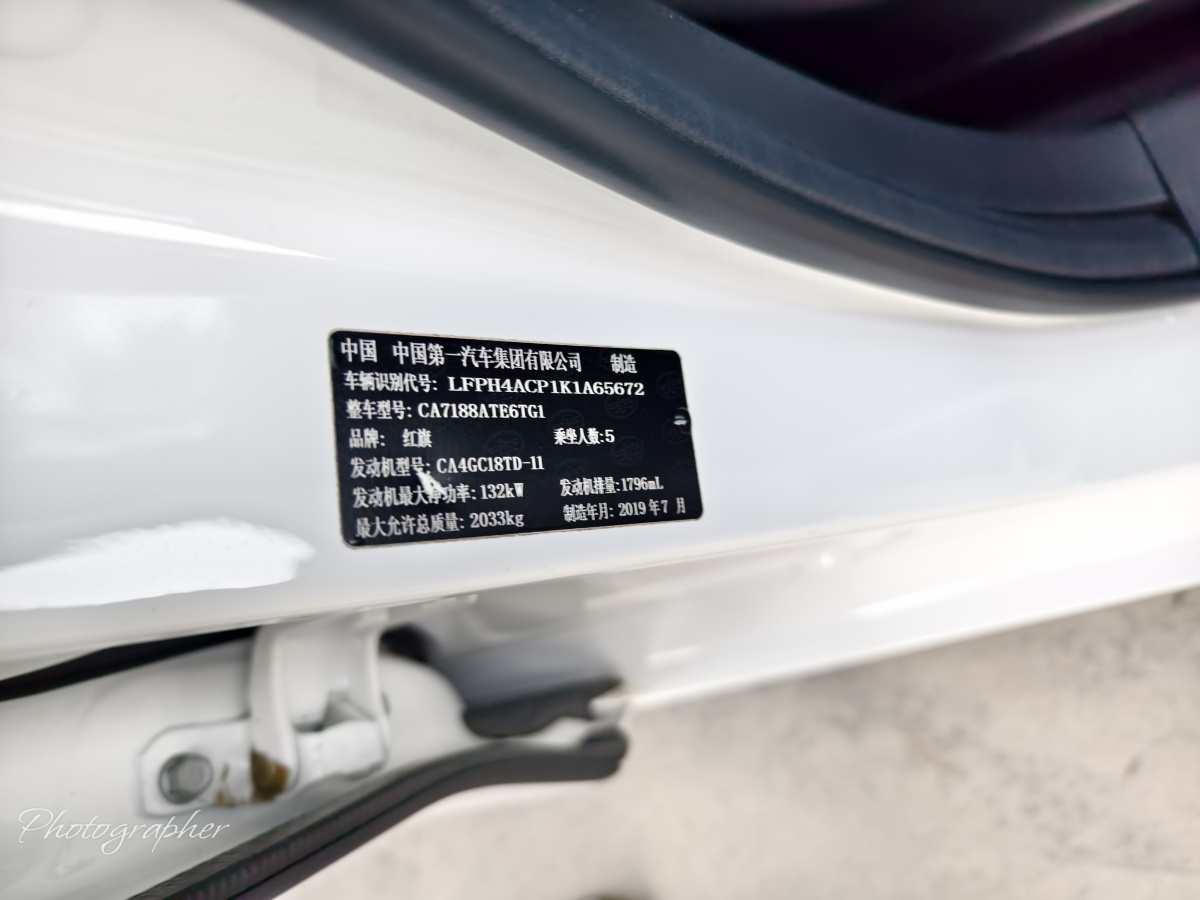 中国 中国第一汽车集团有限公司 制造
车辆识别代号: LFPH4ACP1K1A65672
整车型号: CA7188ATE6TG1
品牌: 红旗 乘坐人数:5
发动机型号: CA4GC18TD-11
发动机最大净功率: 132kW 发动机排量:1796mL
最大允许总质量: 2033kg 制造年月: 2019年7 月
Photographer